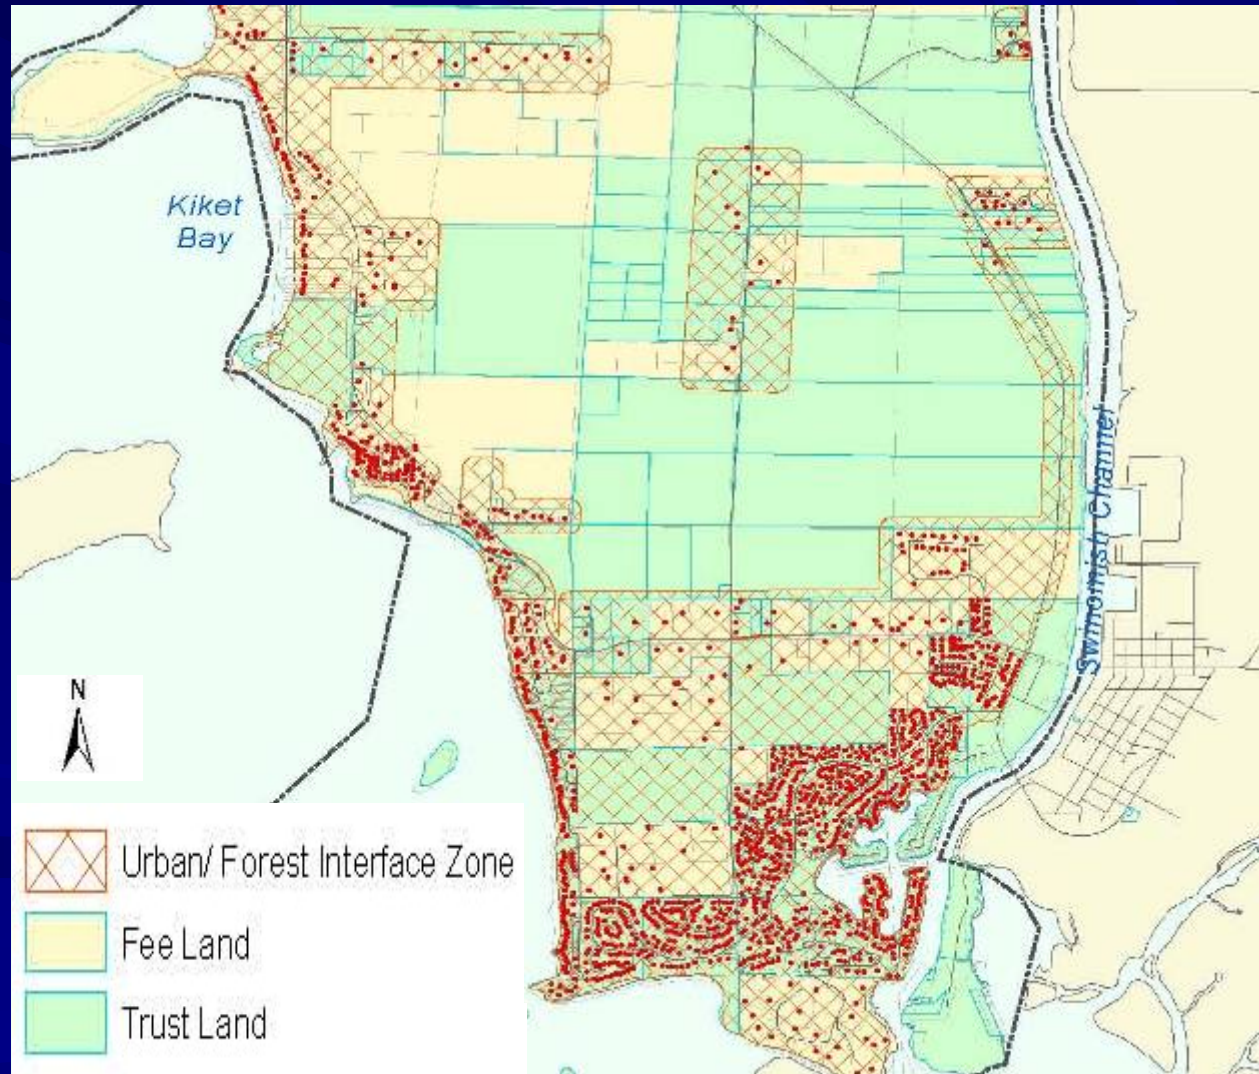 Kiket
Bay
Swinomish Channel
N
Urban/ Forest Interface Zone
Fee Land
Trust Land